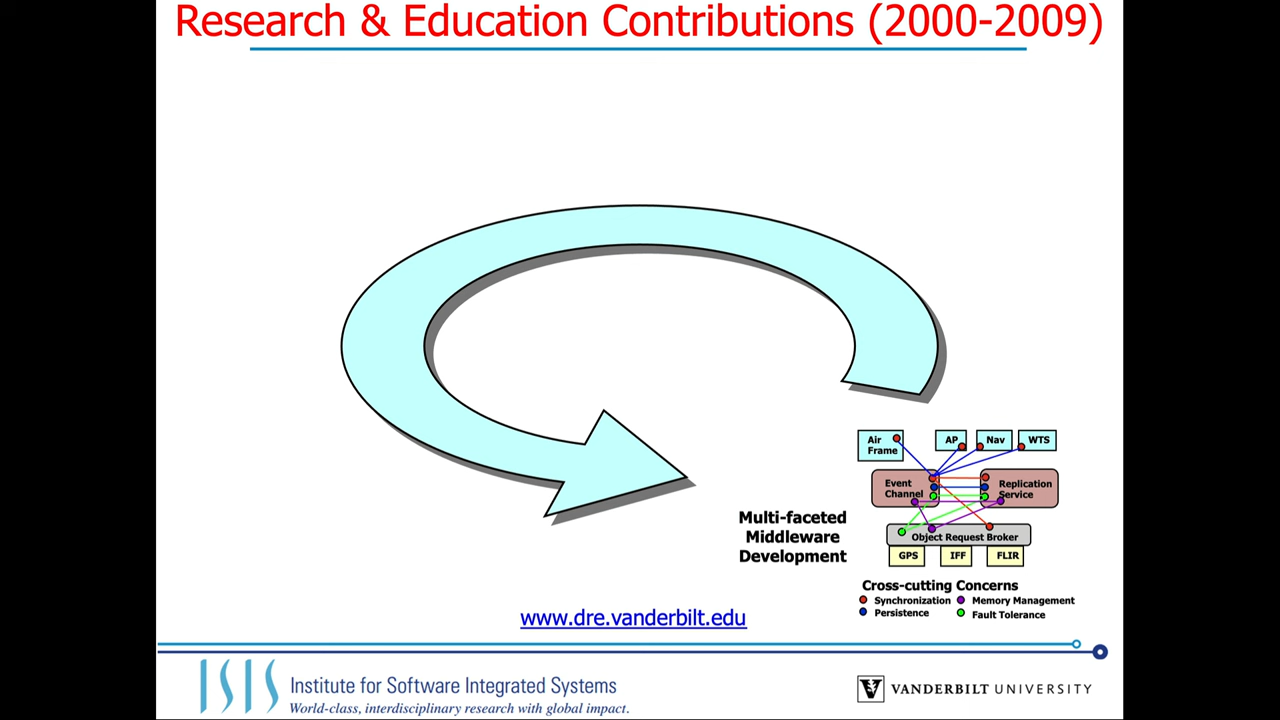 Research & Education Contributions (2000-2009)
Air
Frame
AP
Nav
WTS
Event
Channel
Replication
Service
Multi-faceted
Middleware
Development
Object Request Broker
GPS
IFF
FLIR
Cross-cutting Concerns
Synchronization
Memory Management
Persistence
Fault Tolerance
www.dre.vanderbilt.edu
ISIS
Institute for Software Integrated Systems
World-class, interdisciplinary research with global impact.
V
VANDERBILT UNIVERSITY